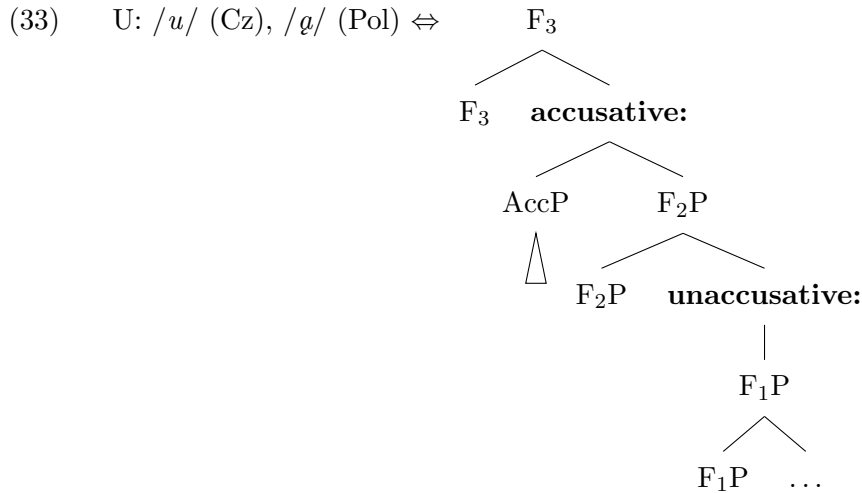 (33) U: /u/ (Cz), /ą/ (Pol) ⇔ F₃
F₃ accusative:
AccP F₂P
F₂P unaccusative:
F₁P
F₁P ...